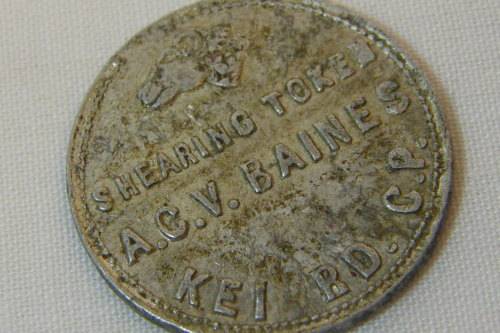 SHEARING TOKEN
A.C.V. BAINES
KEI RD. C.P.